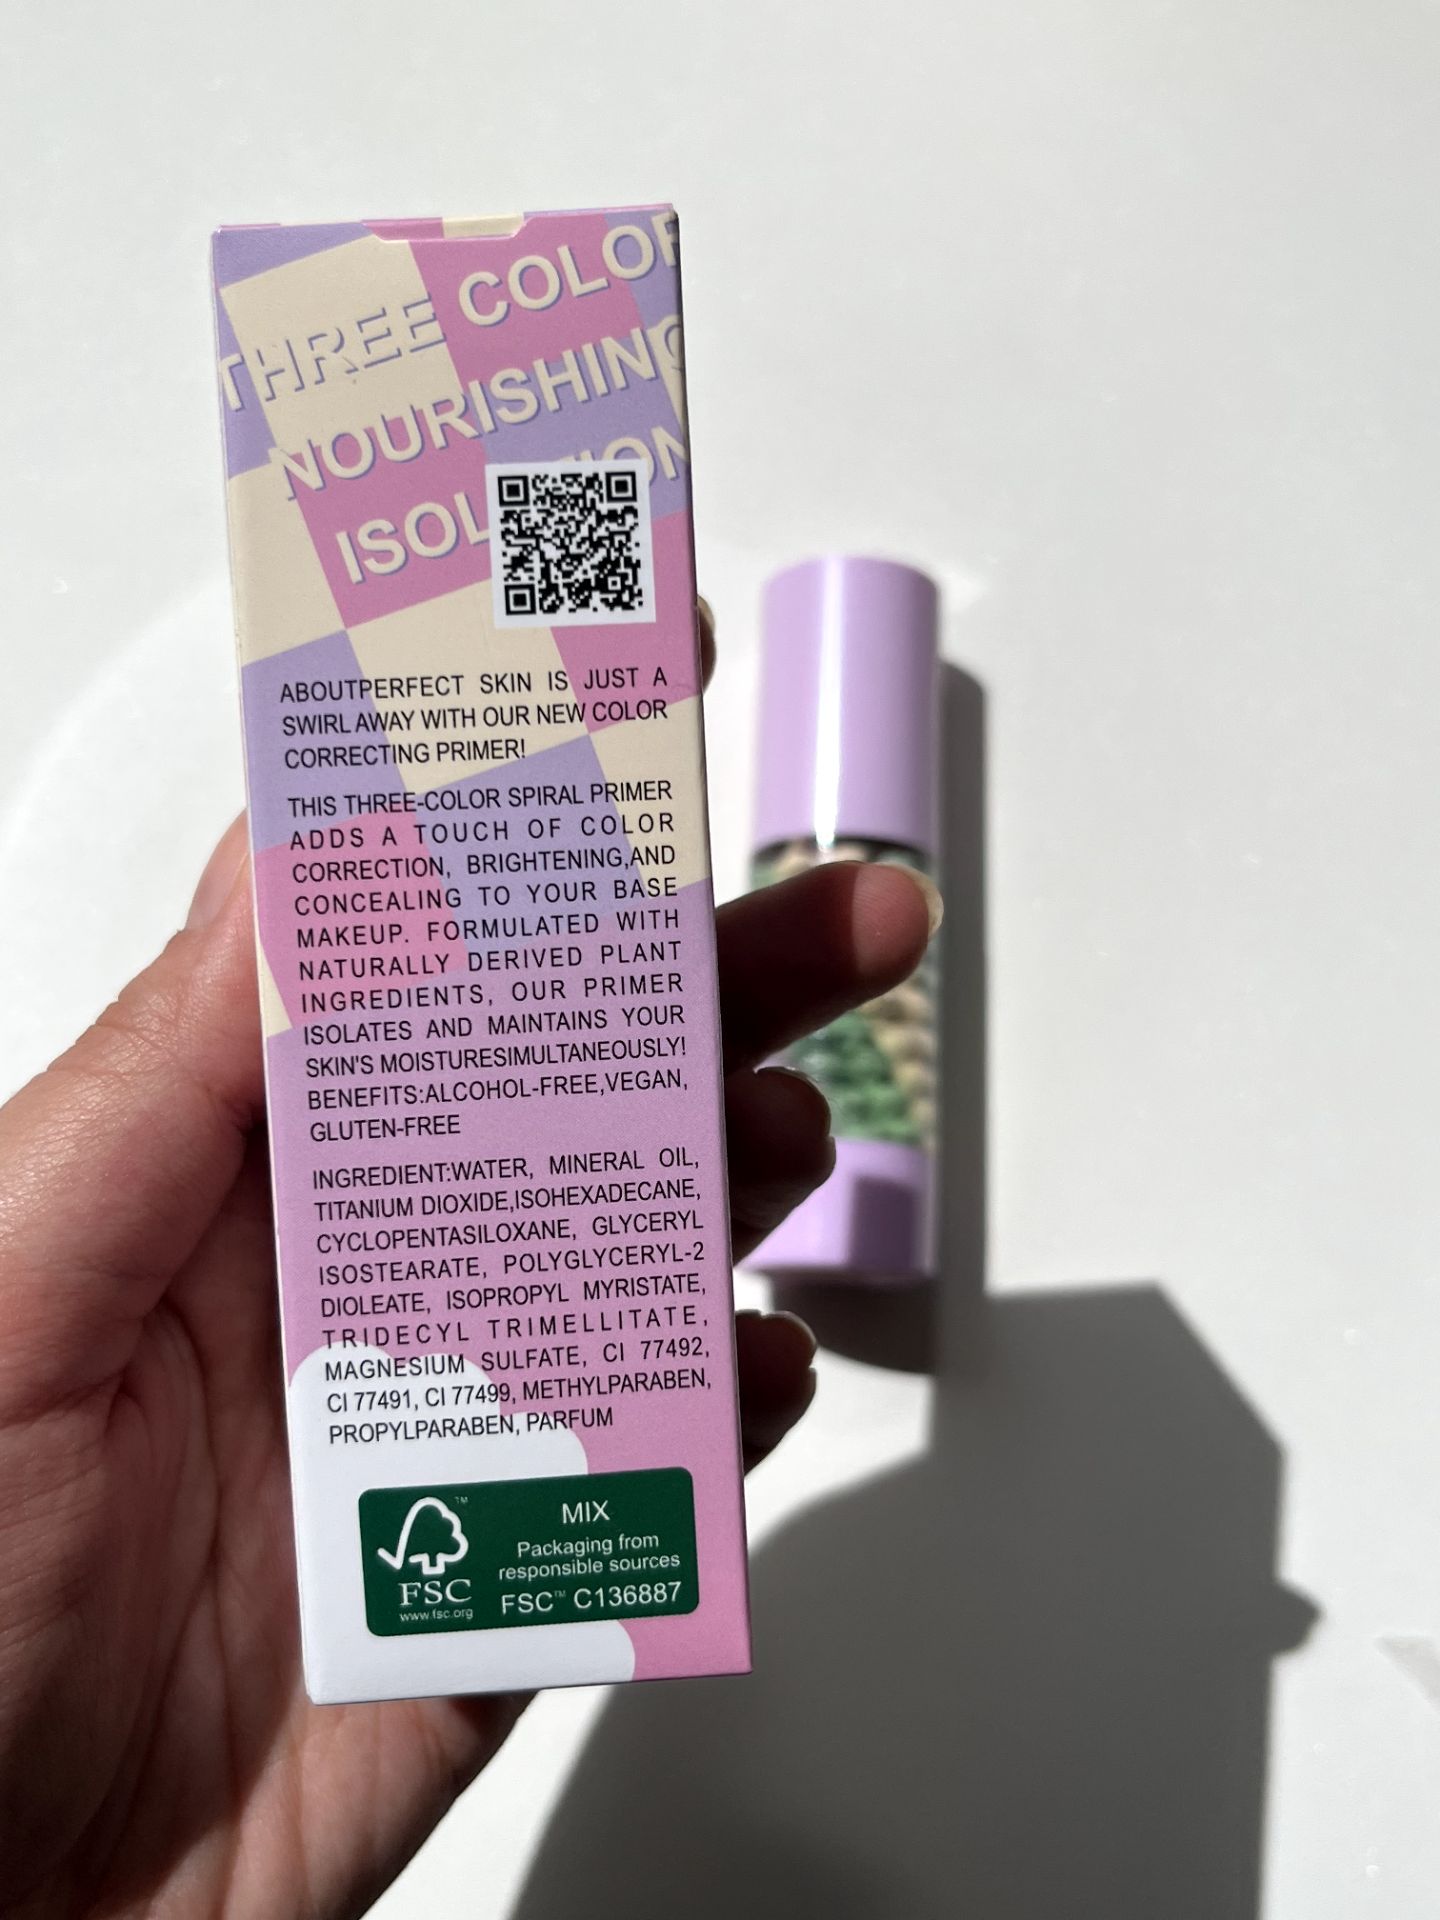 THREE COLOR
NOURISHING
ABOUTPERFECT SKIN IS JUST A
SWIRL AWAY WITH OUR NEW COLOR
CORRECTING PRIMER!
THIS THREE-COLOR SPIRAL PRIMER
ADDS A TOUCH OF COLOR
CORRECTION, BRIGHTENING,AND
CONCEALING TO YOUR BASE
MAKEUP. FORMULATED WITH
NATURALLY DERIVED PLANT
INGREDIENTS, OUR PRIMER
ISOLATES AND MAINTAINS YOUR
SKIN'S MOISTURESIMULTANEOUSLY!
BENEFITS:ALCOHOL-FREE,VEGAN,
GLUTEN-FREE
INGREDIENT:WATER, MINERAL OIL,
TITANIUM DIOXIDE,ISOHEXADECANE,
CYCLOPENTASILOXANE, GLYCERYL
ISOSTEARATE, POLYGLYCERYL-2
DIOLEATE, ISOPROPYL MYRISTATE,
TRIDECYL TRIMELLITATE,
MAGNESIUM SULFATE, CI 77492,
CI 77491, CI 77499, METHYLPARABEN,
PROPYLPARABEN, PARFUM
FSC
www.fsc.org
MIX
Packaging from
responsible sources
FSC™ C136887